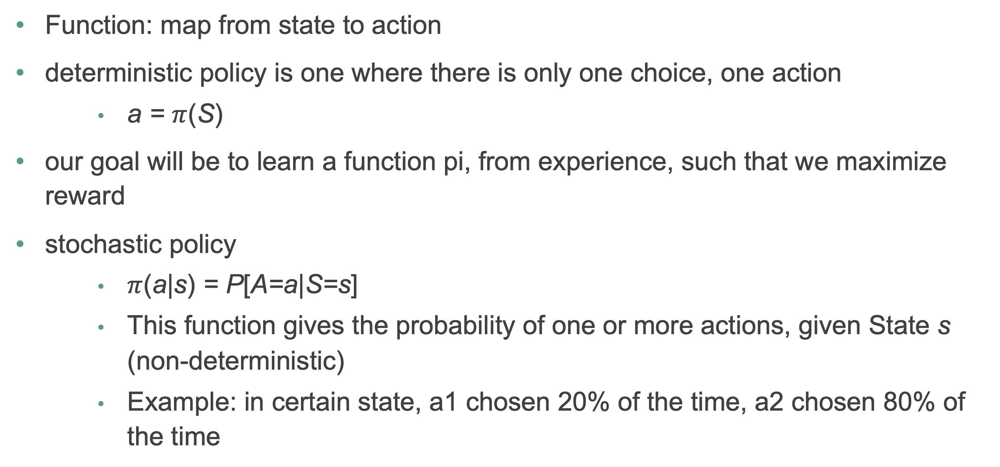 • Function: map from state to action
• deterministic policy is one where there is only one choice, one action
• a = π(S)
• our goal will be to learn a function pi, from experience, such that we maximize
reward
• stochastic policy
• π(a|s) = P[A=a|S=s]
• This function gives the probability of one or more actions, given State s
(non-deterministic)
• Example: in certain state, a1 chosen 20% of the time, a2 chosen 80% of
the time